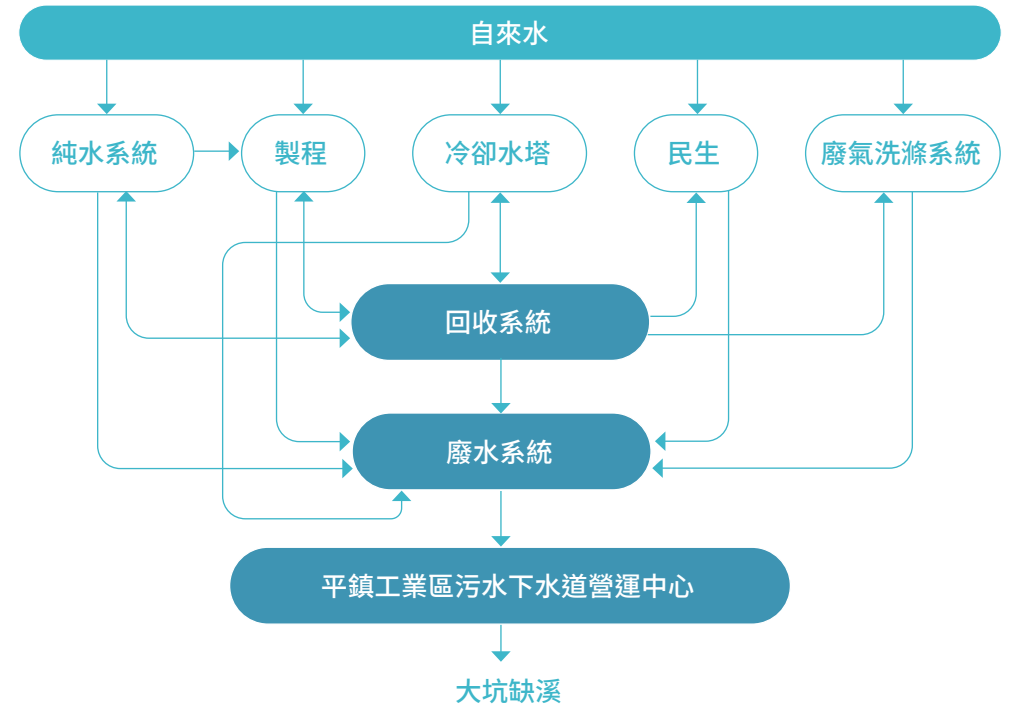 自來水
純水系統
製程
冷卻水塔
民生
廢氣洗滌系統
回收系統
廢水系統
平鎮工業區污水下水道營運中心
大坑缺溪